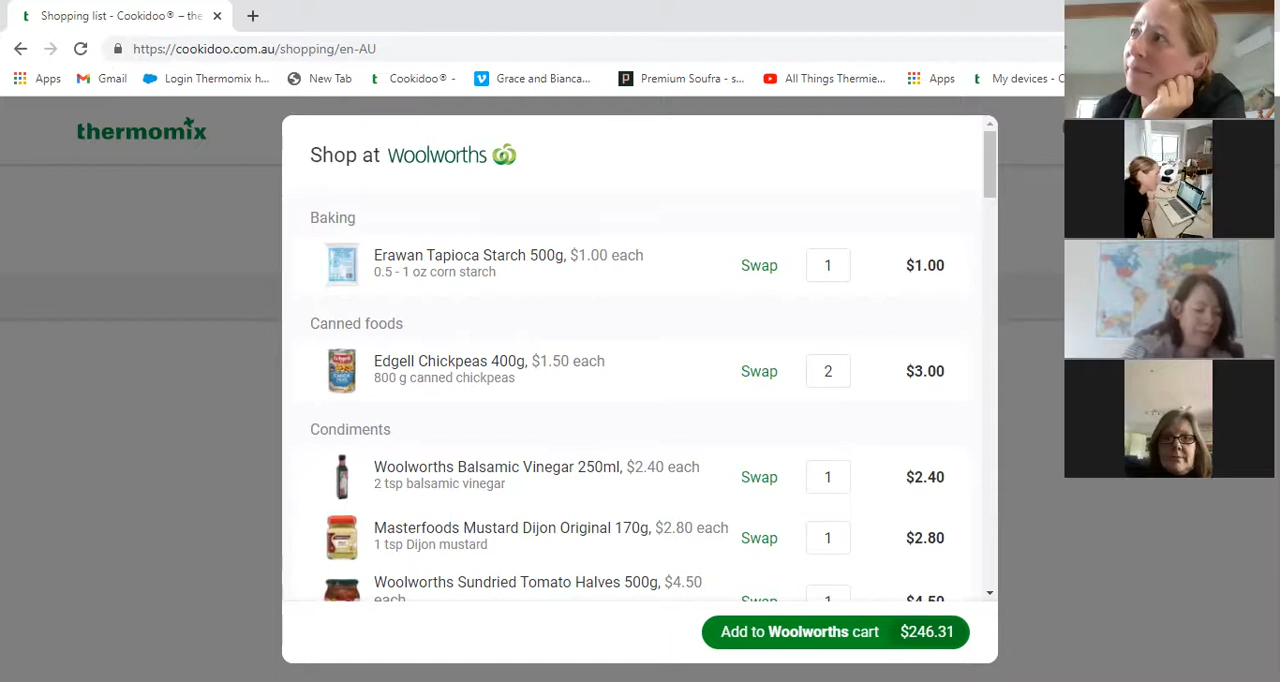 Shopping list - Cookidoo® – the
https://cookidoo.com.au/shopping/en-AU
Apps Gmail Login Thermomix h... New Tab Cookidoo® - Grace and Bianca... Premium Soufra - s... All Things Thermie... Apps My devices - C
thermomix
Shop at Woolworths
Baking
Erawan Tapioca Starch 500g, $1.00 each
0.5 - 1 oz corn starch
Swap 1 $1.00
Canned foods
Edgell Chickpeas 400g, $1.50 each
800 g canned chickpeas
Swap 2 $3.00
Condiments
Woolworths Balsamic Vinegar 250ml, $2.40 each
2 tsp balsamic vinegar
Swap 1 $2.40
Masterfoods Mustard Dijon Original 170g, $2.80 each
1 tsp Dijon mustard
Swap 1 $2.80
Woolworths Sundried Tomato Halves 500g, $4.50
each
Swap 1 $4.50
Add to Woolworths cart $246.31